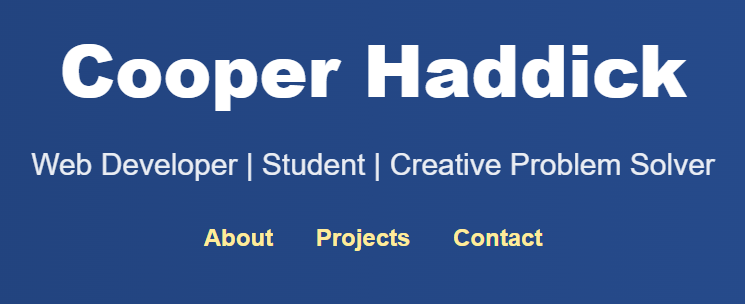 Cooper Haddick
Web Developer | Student | Creative Problem Solver
About Projects Contact